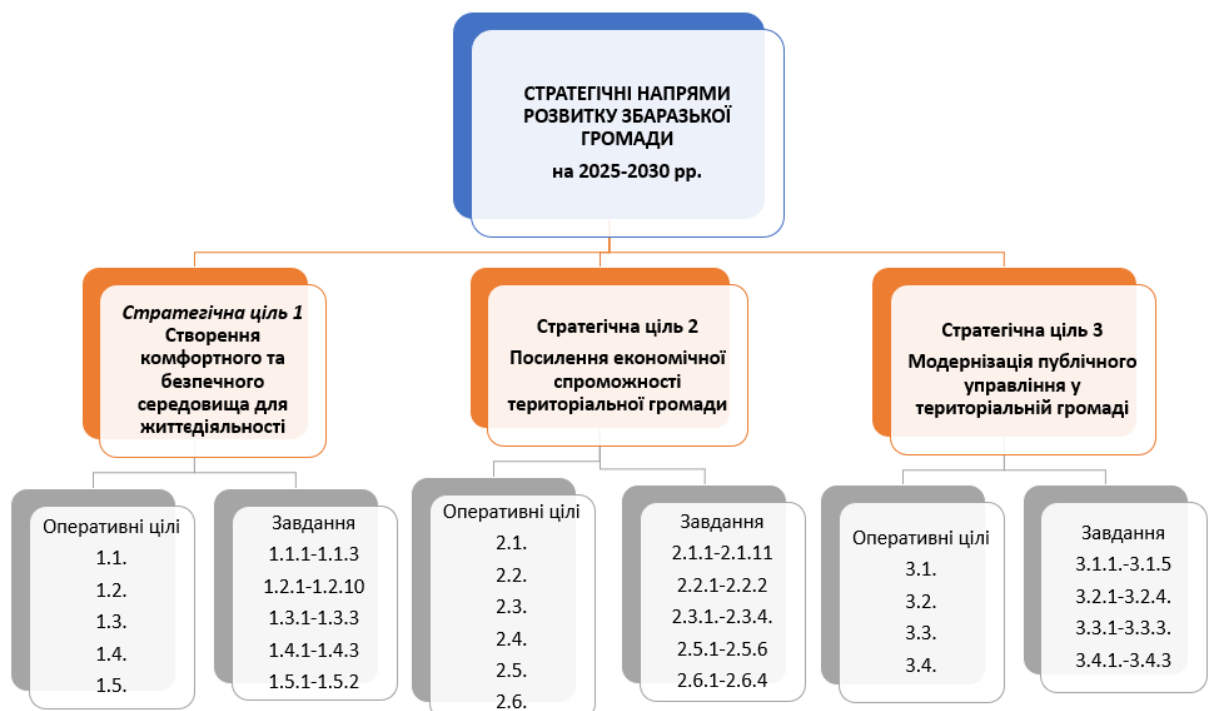 СТРАТЕГІЧНІ НАПРЯМИ
РОЗВИТКУ ЗБАРАЗЬКОЇ
ГРОМАДИ
на 2025-2030 рр.
Стратегічна ціль 1
Створення
комфортного та
безпечного
середовища для
життєдіяльності
Стратегічна ціль 2
Посилення економічної
спроможності
територіальної громади
Стратегічна ціль 3
Модернізація публічного
управління у
територіальній громаді
Оперативні цілі
1.1.
1.2.
1.3.
1.4.
1.5.
Завдання
1.1.1-1.1.3
1.2.1-1.2.10
1.3.1-1.3.3
1.4.1-1.4.3
1.5.1-1.5.2
Оперативні цілі
2.1.
2.2.
2.3.
2.4.
2.5.
2.6.
Завдання
2.1.1-2.1.11
2.2.1-2.2.2
2.3.1.-2.3.4.
2.5.1-2.5.6
2.6.1-2.6.4
Оперативні цілі
3.1.
3.2.
3.3.
3.4.
Завдання
3.1.1.-3.1.5
3.2.1-3.2.4.
3.3.1-3.3.3.
3.4.1.-3.4.3